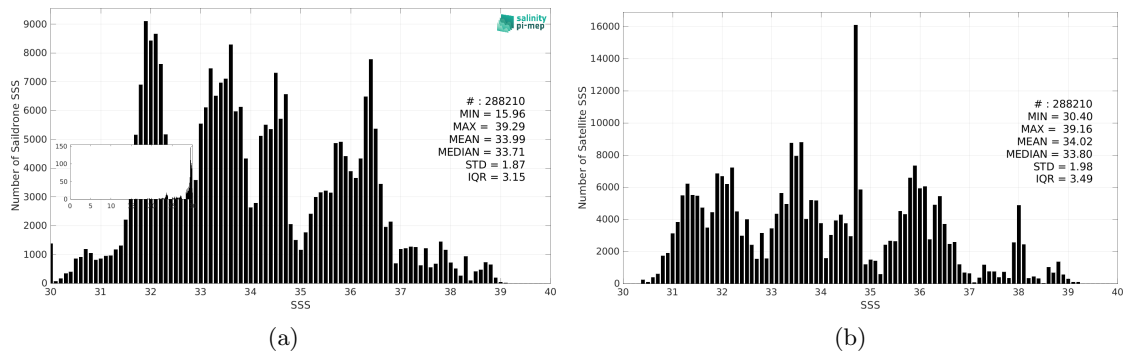 salinity
pi-mep
Number of Saildrone SSS
9000
8000
7000
6000
5000
4000
3000
2000
1000
0
# : 288210
MIN = 15.96
MAX = 39.29
MEAN = 33.99
MEDIAN = 33.71
STD = 1.87
IQR = 3.15
150
100
50
0
0 5 10
30 31 32 33 34 35 36 37 38 39 40
SSS
(a)
Number of Satellite SSS
16000
14000
12000
10000
8000
6000
4000
2000
0
# : 288210
MIN = 30.40
MAX = 39.16
MEAN = 34.02
MEDIAN = 33.80
STD = 1.98
IQR = 3.49
30 31 32 33 34 35 36 37 38 39 40
SSS
(b)